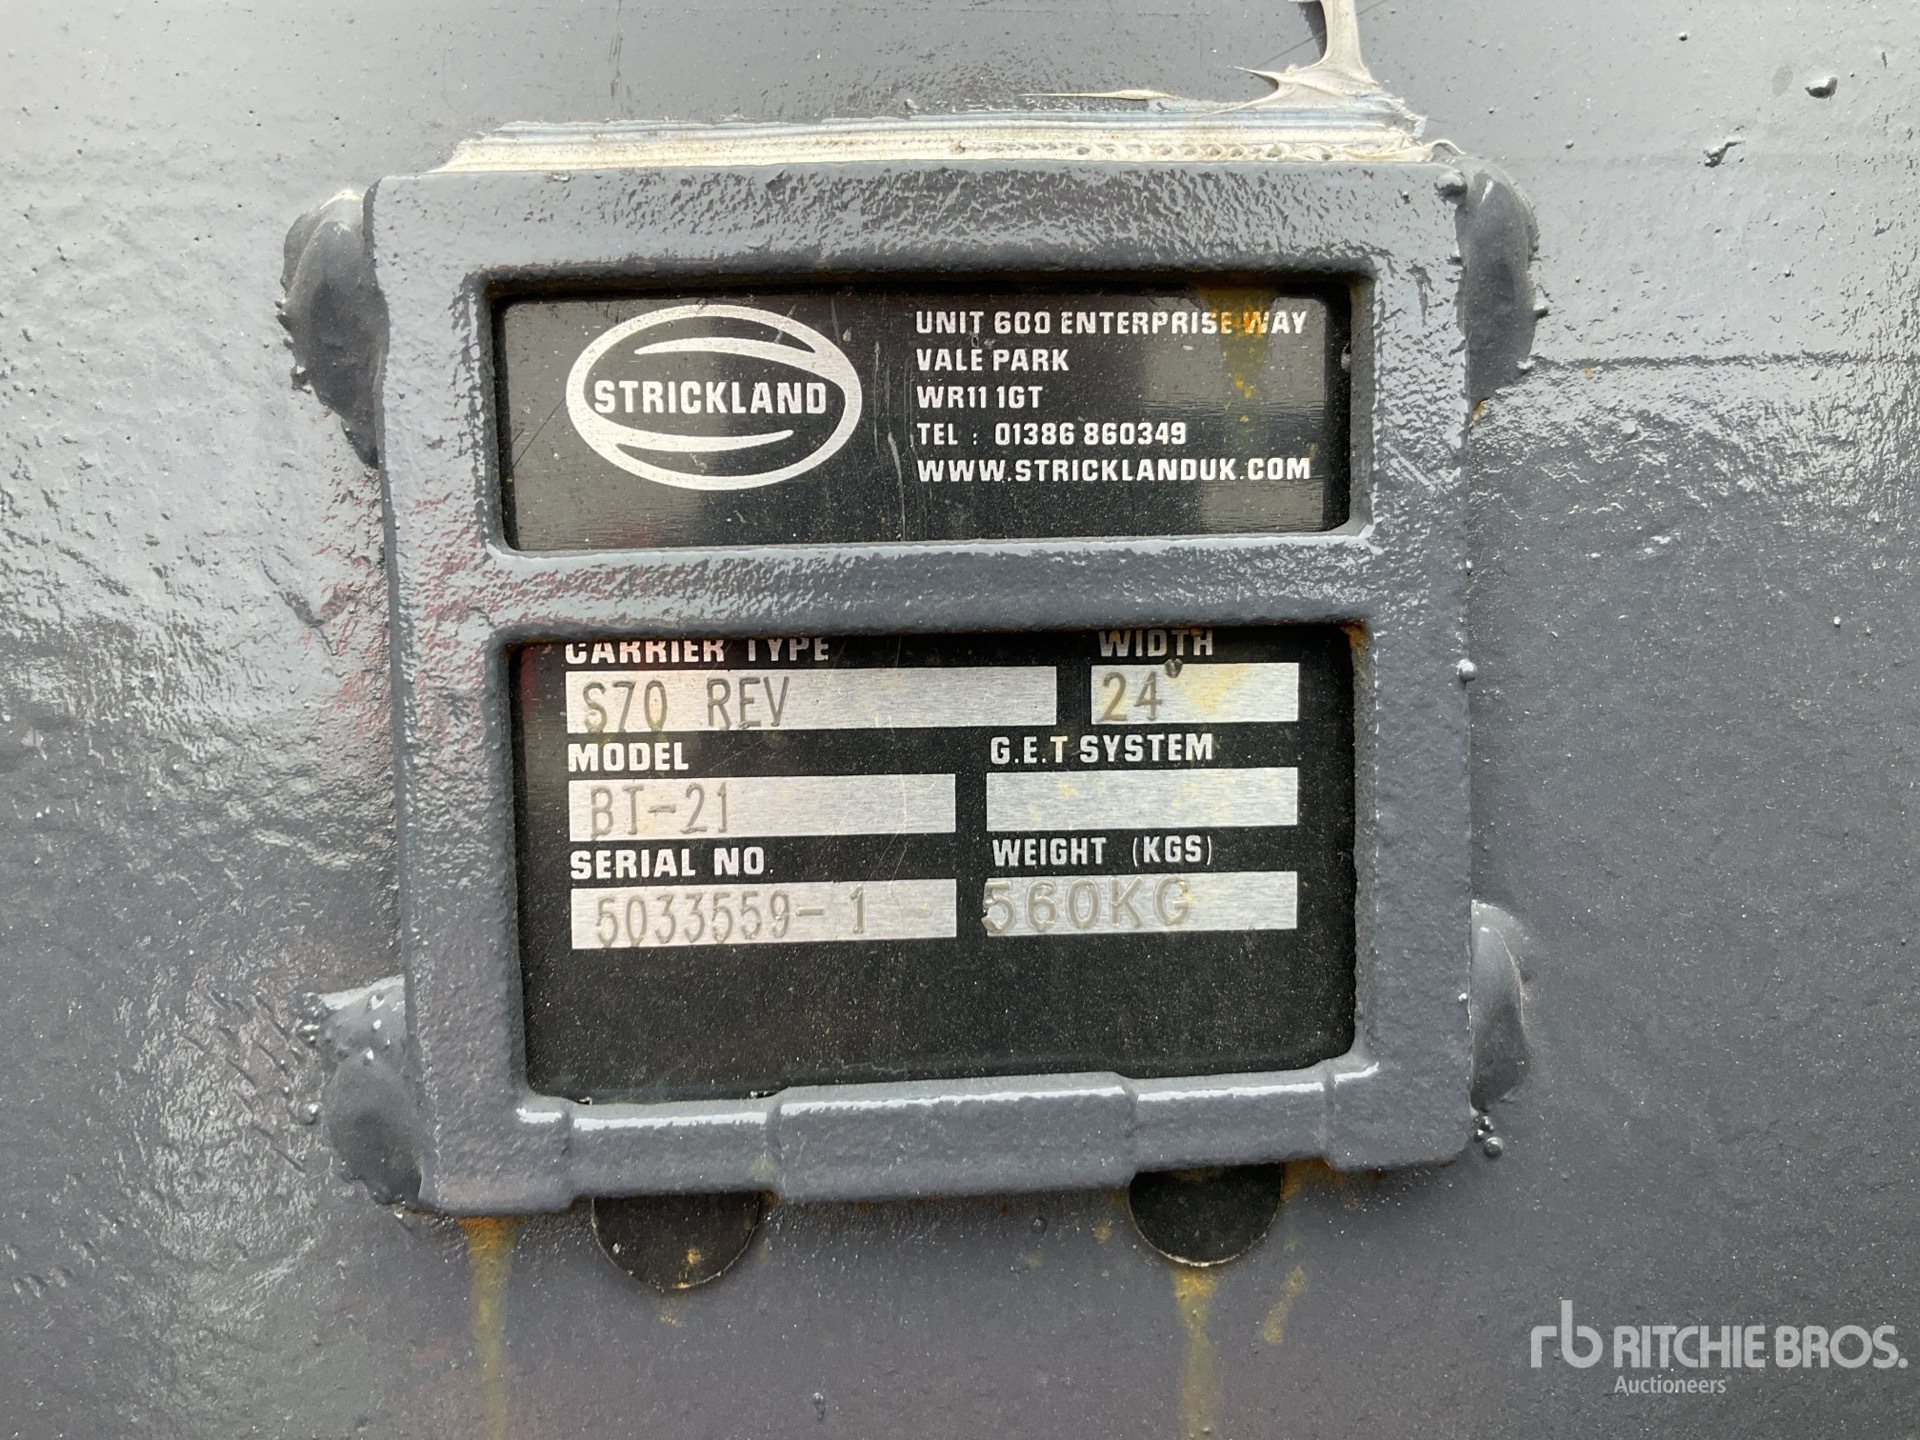 STRICKLAND
UNIT 600 ENTERPRISE WAY
VALE PARK
WR11 1GT
TEL : 01386 860349
WWW.STRICKLANDUK.COM
CARRIER TYPE
S70 REV
WIDTH
24"
MODEL
BT-21
G.E.T SYSTEM
SERIAL NO.
5033559-1
WEIGHT (KGS)
560KG
rb RITCHIE BROS.
Auctioneers